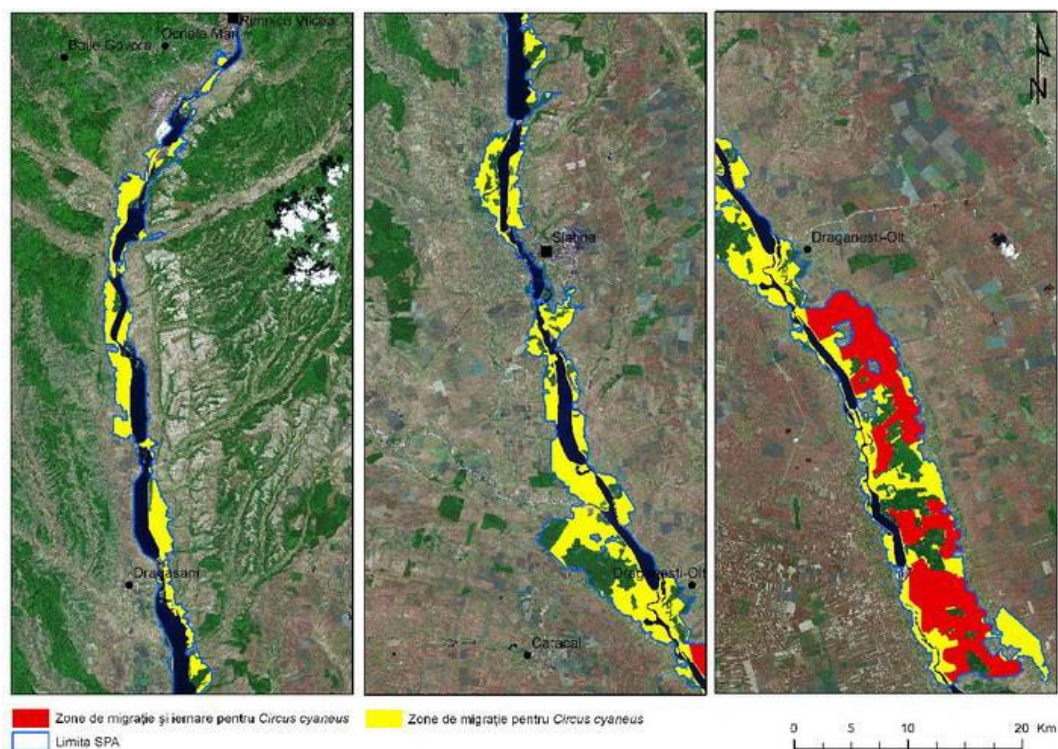 Rimnicu Vilcea
Ocnele Mari
Baile Govora
Dragasani
Slatina
Draganesti-Olt
Caracal
Draganesti-Olt
N
Zone de migrație și iernare pentru Circus cyaneus
Zone de migrație pentru Circus cyaneus
Limita SPA
0 5 10 20 Km